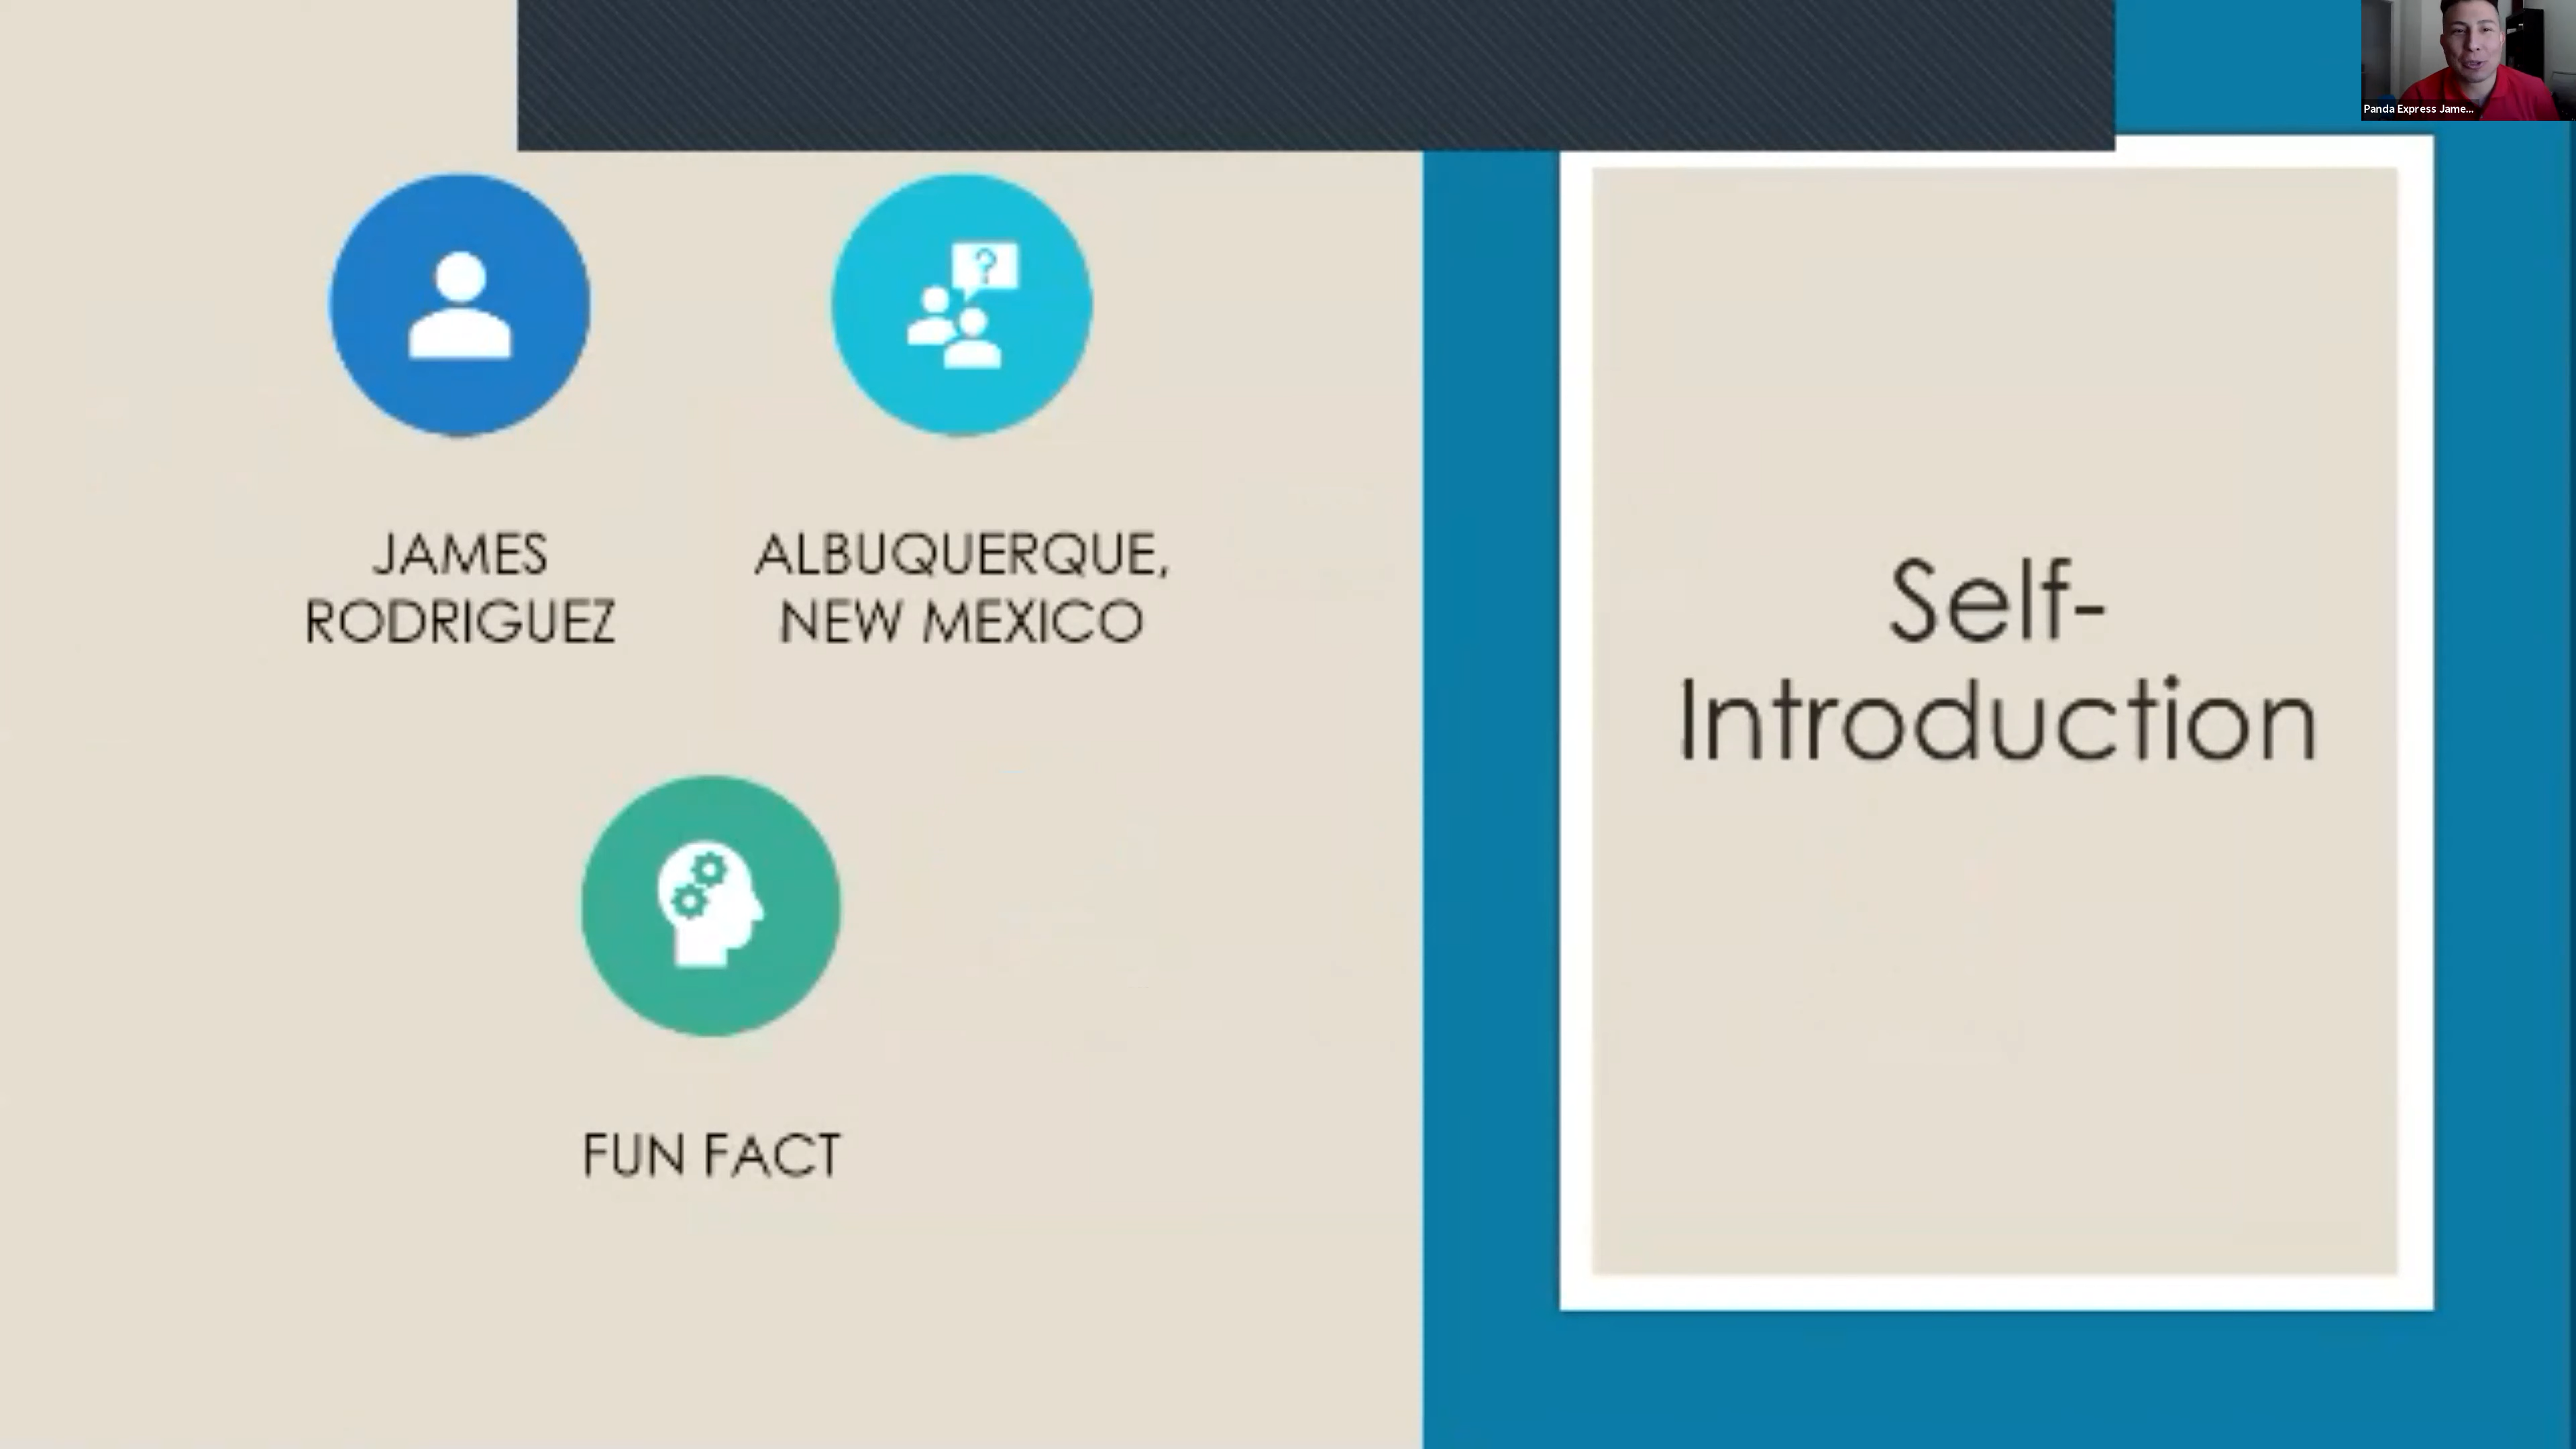 Panda Express Jame...
JAMES
RODRIGUEZ
ALBUQUERQUE,
NEW MEXICO
?
FUN FACT
Self-
Introduction